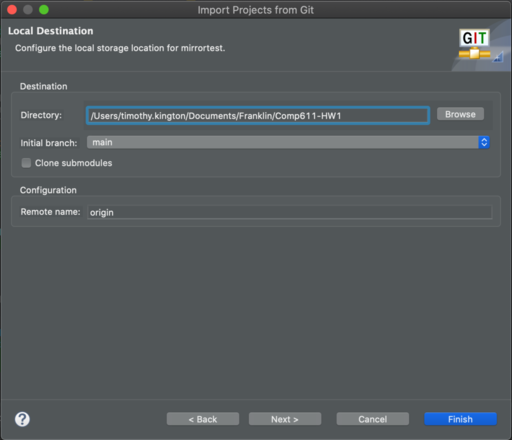 Import Projects from Git
Local Destination
Configure the local storage location for mirrortest.
GIT
Destination
Directory: /Users/timothy.kington/Documents/Franklin/Comp611-HW1 Browse
Initial branch: main
Clone submodules
Configuration
Remote name: origin
? < Back Next > Cancel Finish